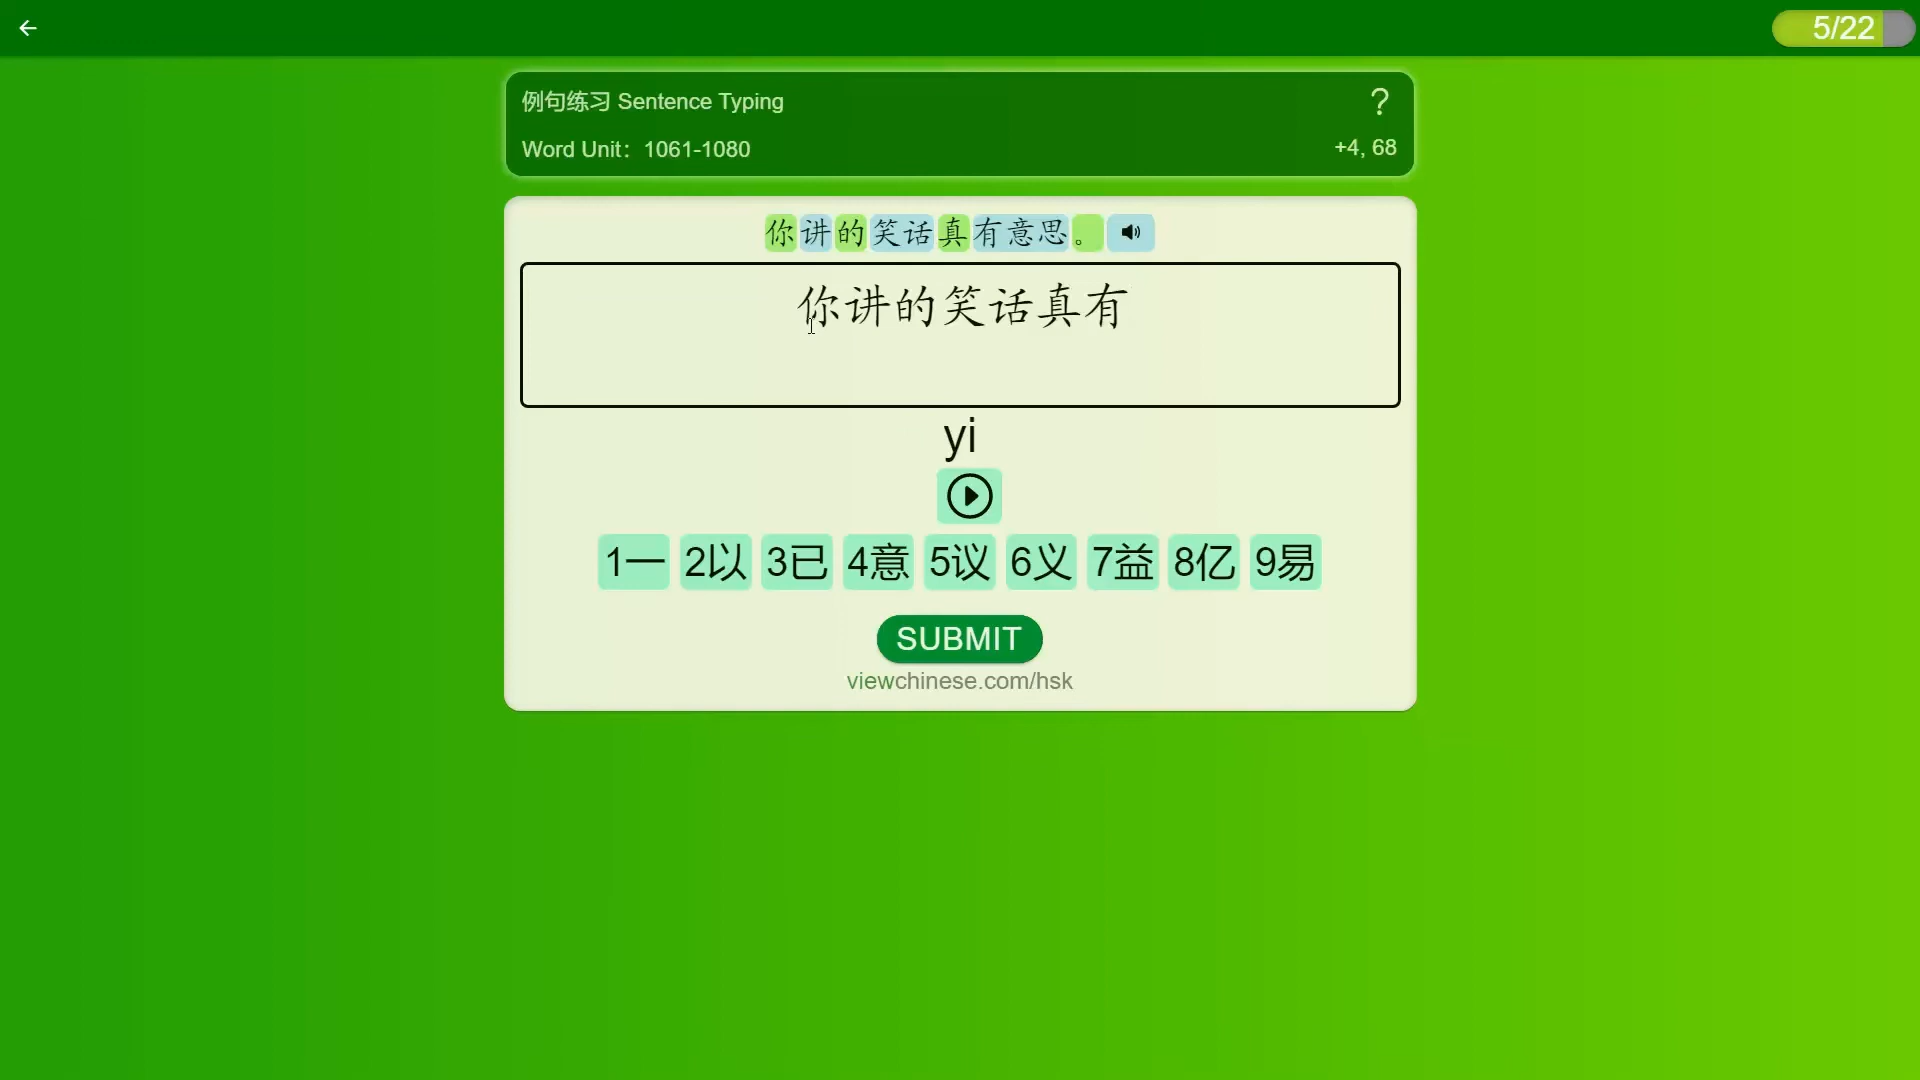 5/22
例句练习 Sentence Typing
?
Word Unit：1061-1080
+4, 68
你讲的笑话真有意思。
你讲的笑话真有
yi
1一 2以 3已 4意 5议 6义 7益 8亿 9易
SUBMIT
viewchinese.com/hsk